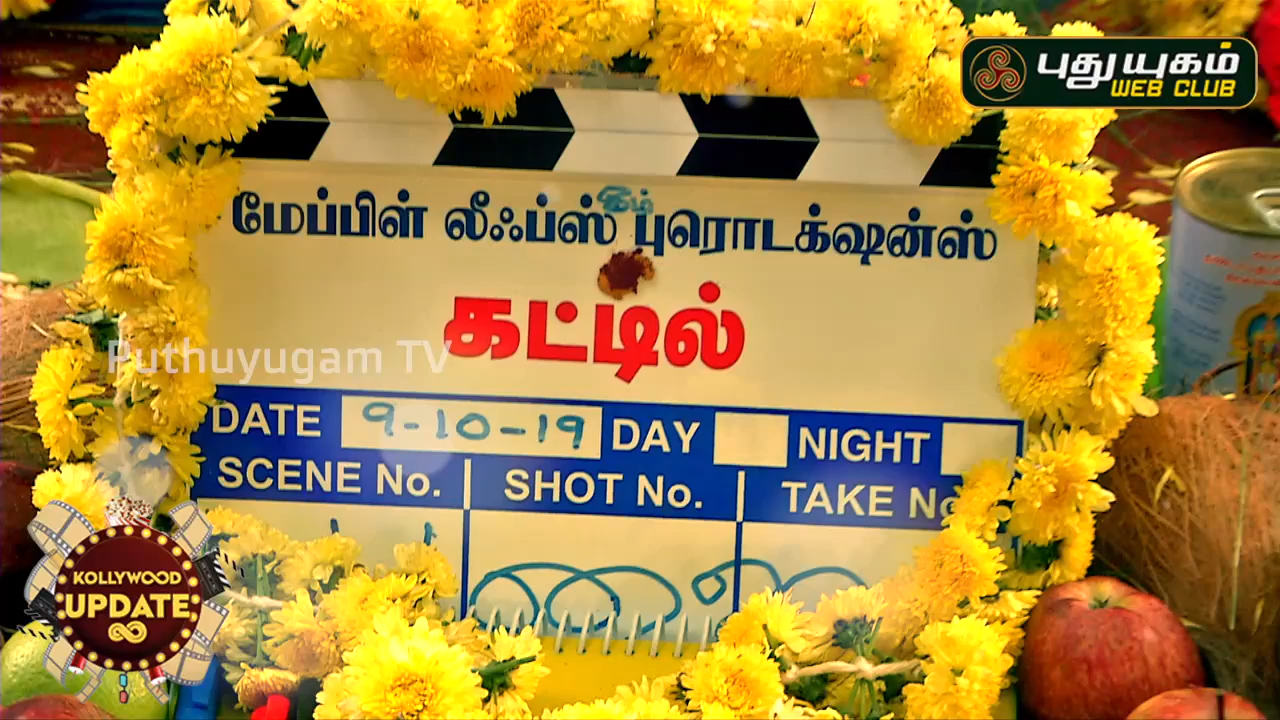 புதுயுகம்
WEB CLUB
மேப்பிள் லீஃப்ஸ் புரொடக்ஷன்ஸ்
கட்டில்
Puthuyugam TV
DATE 9-10-19 DAY NIGHT
SCENE No. SHOT No. TAKE No
KOLLYWOOD
UPDATE